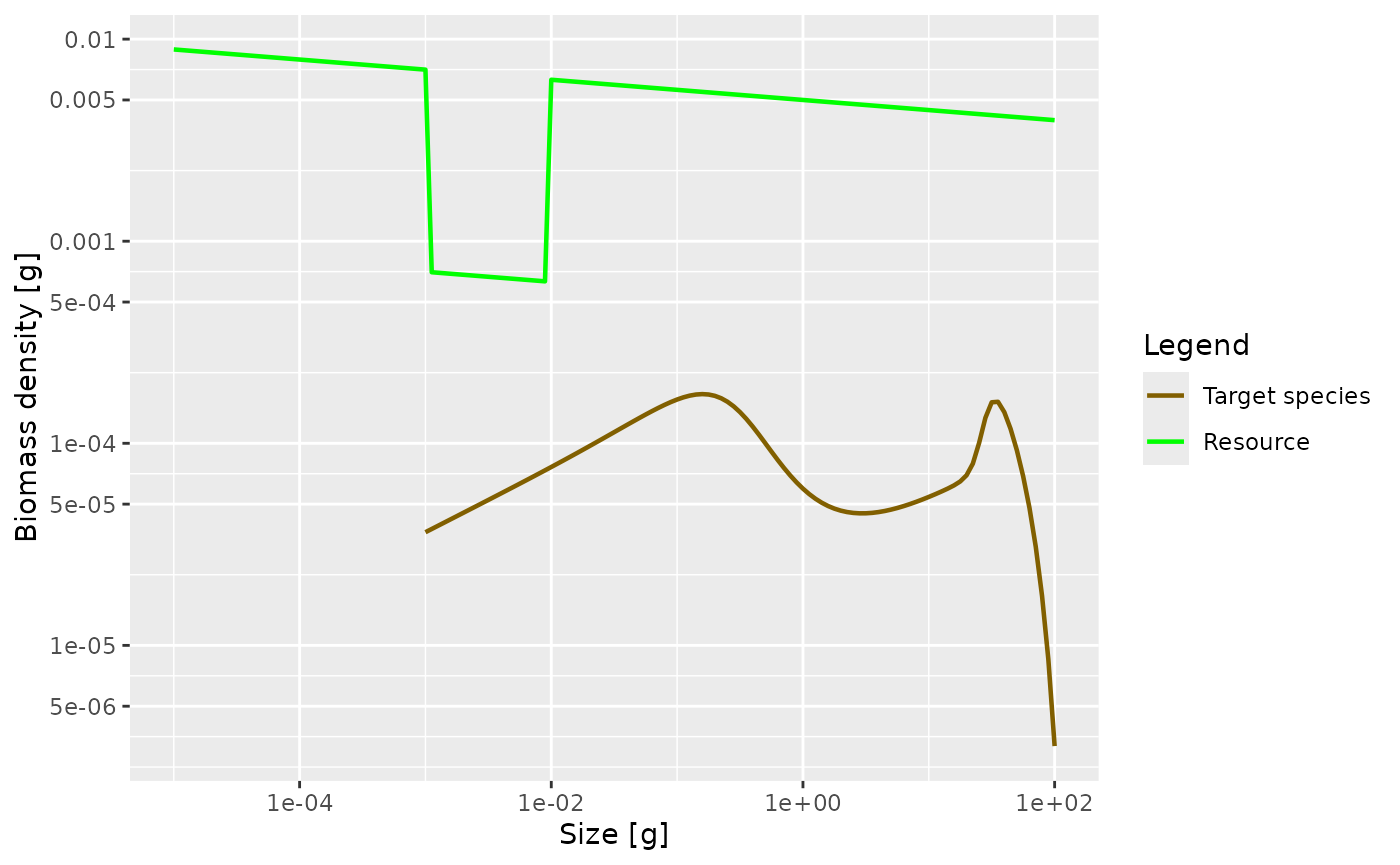 0.01
0.005
0.001
5e-04
1e-04
5e-05
1e-05
5e-06
Biomass density [g]
1e-04
1e-02
1e+00
1e+02
Size [g]
Legend
Target species
Resource